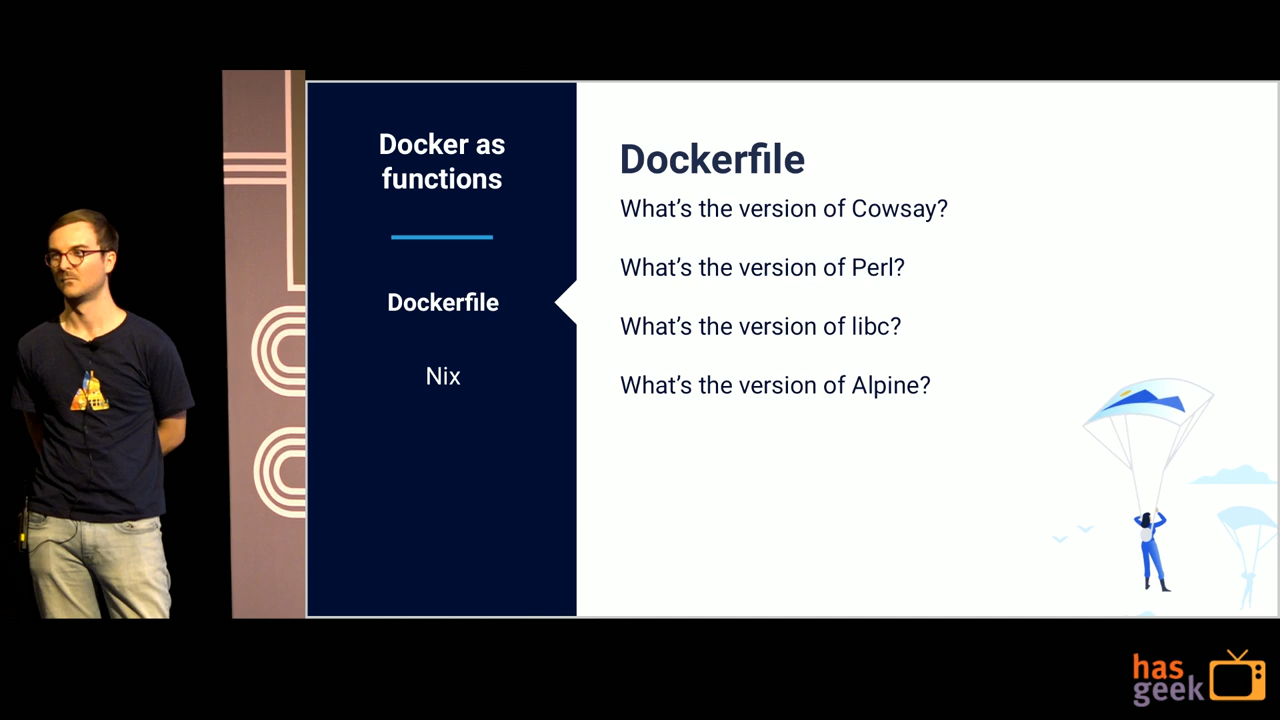 Docker as
functions
Dockerfile
Nix
Dockerfile
What's the version of Cowsay?
What's the version of Perl?
What's the version of libc?
What's the version of Alpine?
has
geek